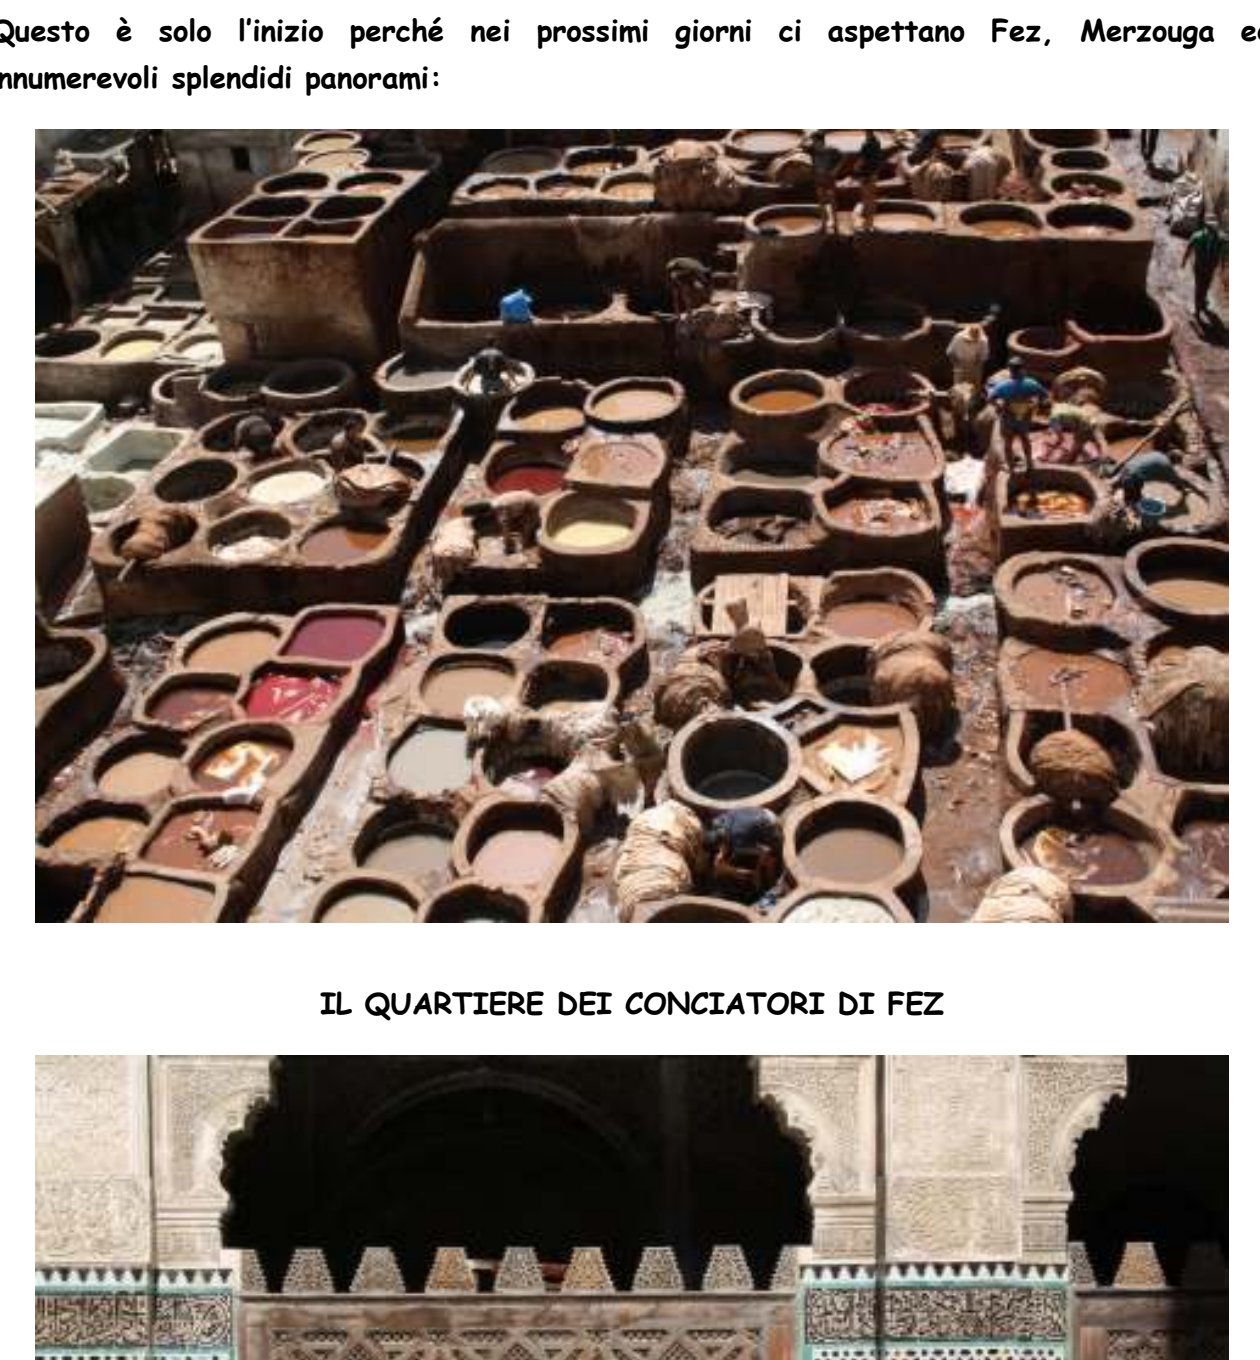 Questo è solo l'inizio perché nei prossimi giorni ci aspettano Fez, Merzouga ed
innumerevoli splendidi panorami:
IL QUARTIERE DEI CONCIATORI DI FEZ